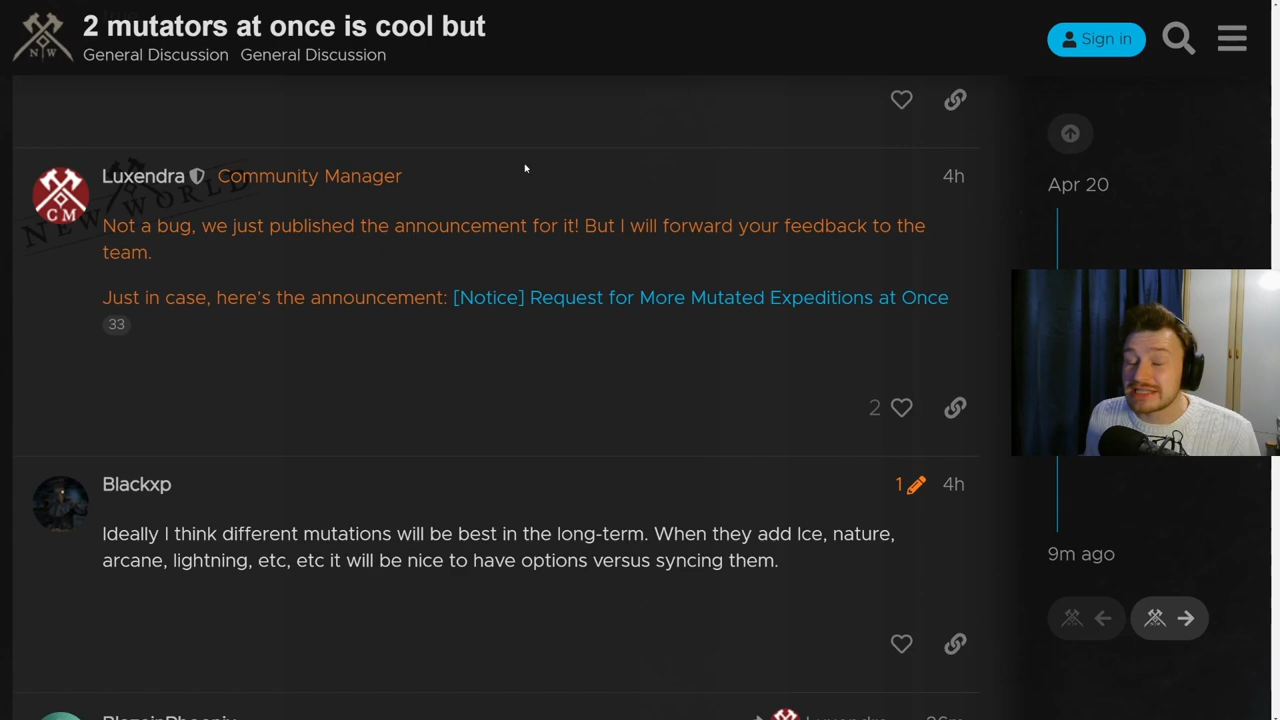 2 mutators at once is cool but
General Discussion General Discussion
Sign in
N W
Luxendra Community Manager 4h
CM
NEW WORLD
Not a bug, we just published the announcement for it! But I will forward your feedback to the
team.
Just in case, here's the announcement: [Notice] Request for More Mutated Expeditions at Once
33
2
Blackxp 1 4h
Ideally I think different mutations will be best in the long-term. When they add Ice, nature,
arcane, lightning, etc, etc it will be nice to have options versus syncing them.
Apr 20
9m ago